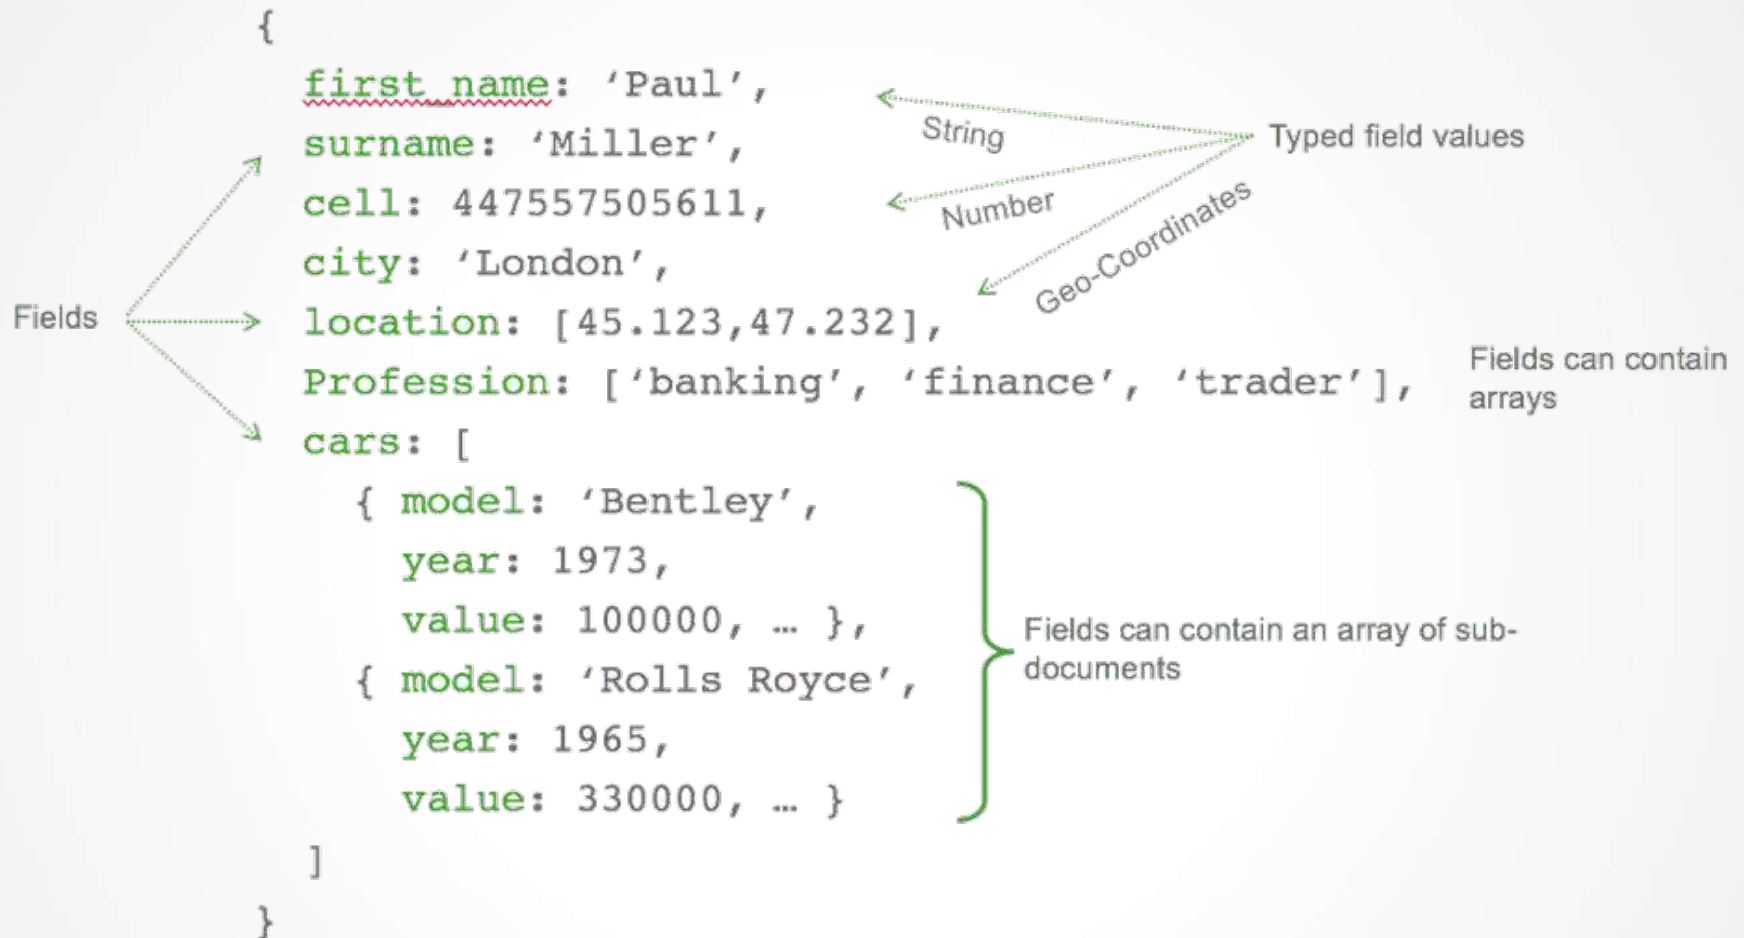 {
first_name: ‘Paul’,
surname: ‘Miller’,
cell: 447557505611,
city: ‘London’,
location: [45.123,47.232],
Profession: [‘banking’, ‘finance’, ‘trader’],
cars: [
{ model: ‘Bentley’,
year: 1973,
value: 100000, … },
{ model: ‘Rolls Royce’,
year: 1965,
value: 330000, … }
]
}
Fields
String
Number
Geo-Coordinates
Typed field values
Fields can contain
arrays
Fields can contain an array of sub-
documents